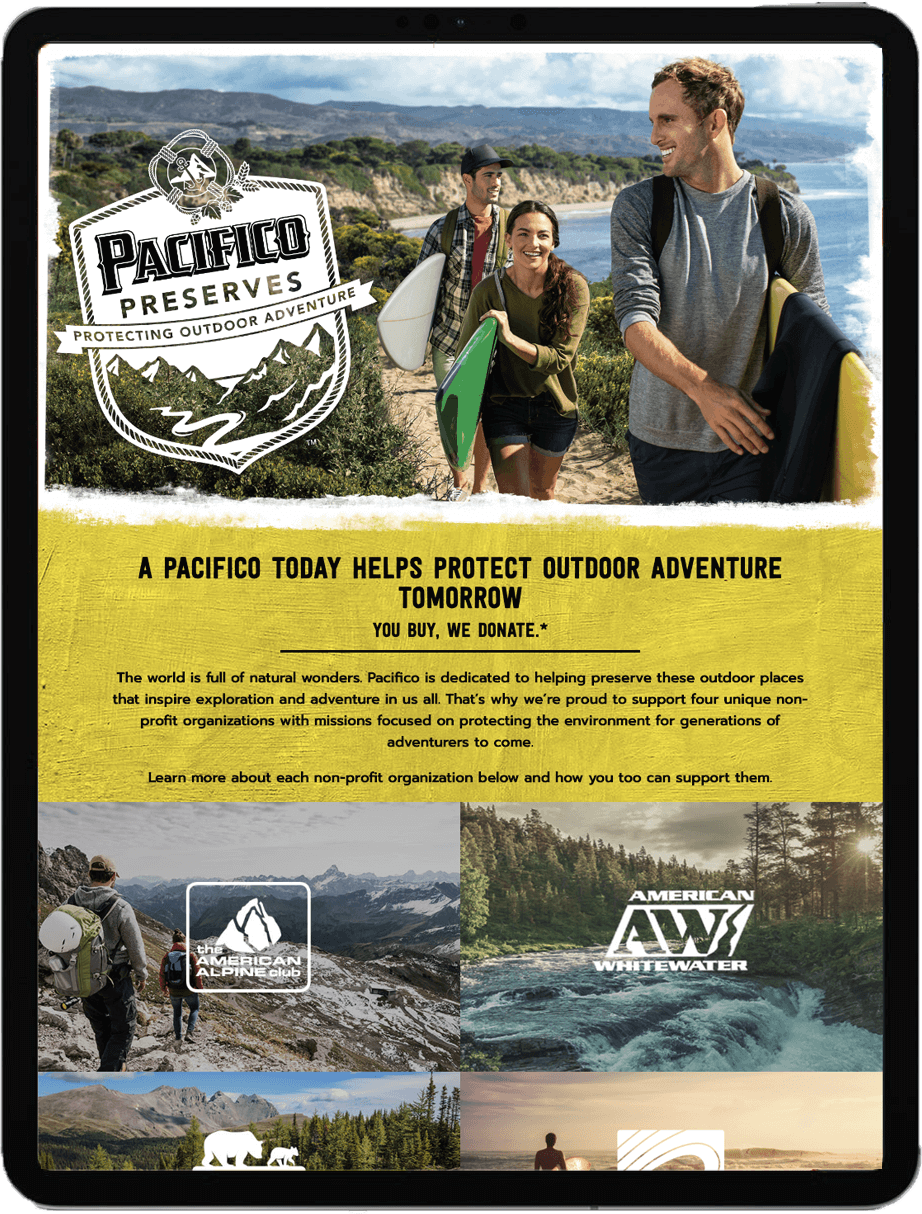 PACIFICO
PRESERVES
PROTECTING OUTDOOR ADVENTURE
TM
A PACIFICO TODAY HELPS PROTECT OUTDOOR ADVENTURE
TOMORROW
YOU BUY, WE DONATE.*
The world is full of natural wonders. Pacifico is dedicated to helping preserve these outdoor places
that inspire exploration and adventure in us all. That's why we're proud to support four unique non-
profit organizations with missions focused on protecting the environment for generations of
adventurers to come.
Learn more about each non-profit organization below and how you too can support them.
the
AMERICAN
ALPINE club
AMERICAN
AW
WHITEWATER